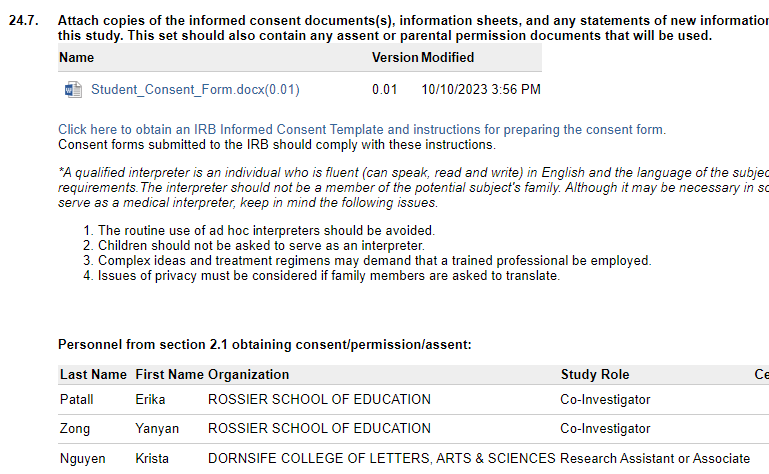 24.7. Attach copies of the informed consent documents(s), information sheets, and any statements of new information
this study. This set should also contain any assent or parental permission documents that will be used.
Name Version Modified
Student_Consent_Form.docx(0.01) 0.01 10/10/2023 3:56 PM
Click here to obtain an IRB Informed Consent Template and instructions for preparing the consent form.
Consent forms submitted to the IRB should comply with these instructions.
*A qualified interpreter is an individual who is fluent (can speak, read and write) in English and the language of the
requirements.The interpreter should not be a member of the potential subject's family. Although it may be necessary in
serve as a medical interpreter, keep in mind the following issues.
1. The routine use of ad hoc interpreters should be avoided.
2. Children should not be asked to serve as an interpreter.
3. Complex ideas and treatment regimens may demand that a trained professional be employed.
4. Issues of privacy must be considered if family members are asked to translate.
Personnel from section 2.1 obtaining consent/permission/assent:
Last Name First Name Organization Study Role
Patall Erika ROSSIER SCHOOL OF EDUCATION Co-Investigator
Zong Yanyan ROSSIER SCHOOL OF EDUCATION Co-Investigator
Nguyen Krista DORNSIFE COLLEGE OF LETTERS, ARTS & SCIENCES Research Assistant or Associate